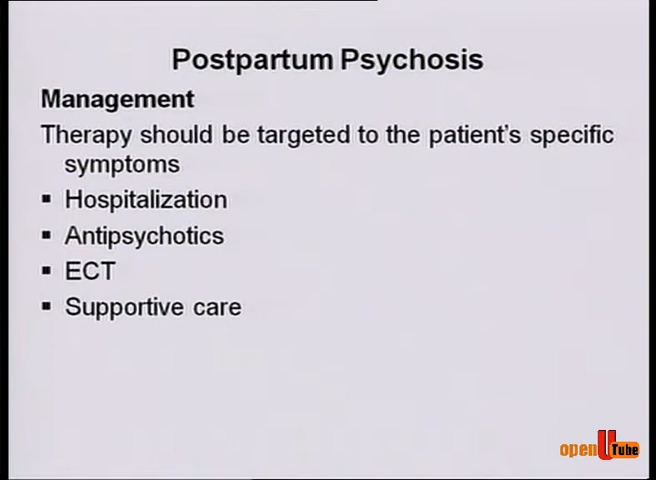 Postpartum Psychosis
Management
Therapy should be targeted to the patient's specific
symptoms
▪ Hospitalization
▪ Antipsychotics
▪ ECT
▪ Supportive care
openUTube